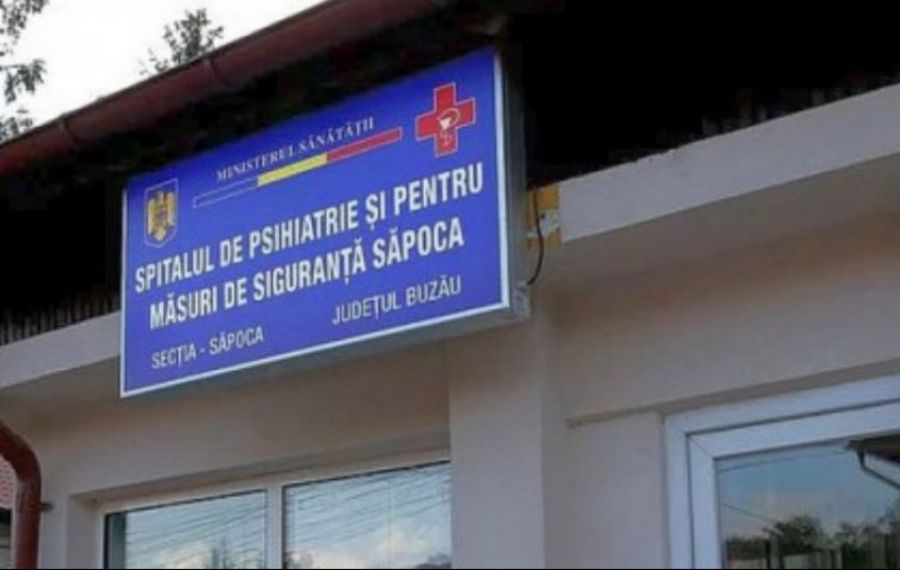 MINISTERUL SĂNĂTĂȚII
SPITALUL DE PSIHIATRIE ȘI PENTRU
MĂSURI DE SIGURANȚĂ SĂPOCA
SECȚIA - SĂPOCA JUDEȚUL BUZĂU